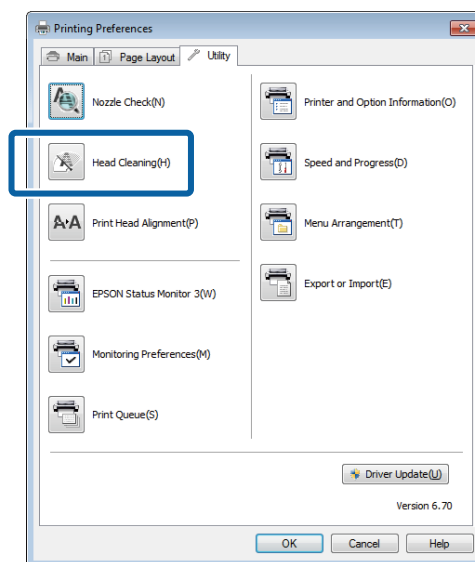 Printing Preferences
Main
Page Layout
Utility
Nozzle Check(N)
Head Cleaning(H)
Print Head Alignment(P)
EPSON Status Monitor 3(W)
Monitoring Preferences(M)
Print Queue(S)
Printer and Option Information(O)
Speed and Progress(D)
Menu Arrangement(T)
Export or Import(E)
Driver Update(U)
Version 6.70
OK
Cancel
Help